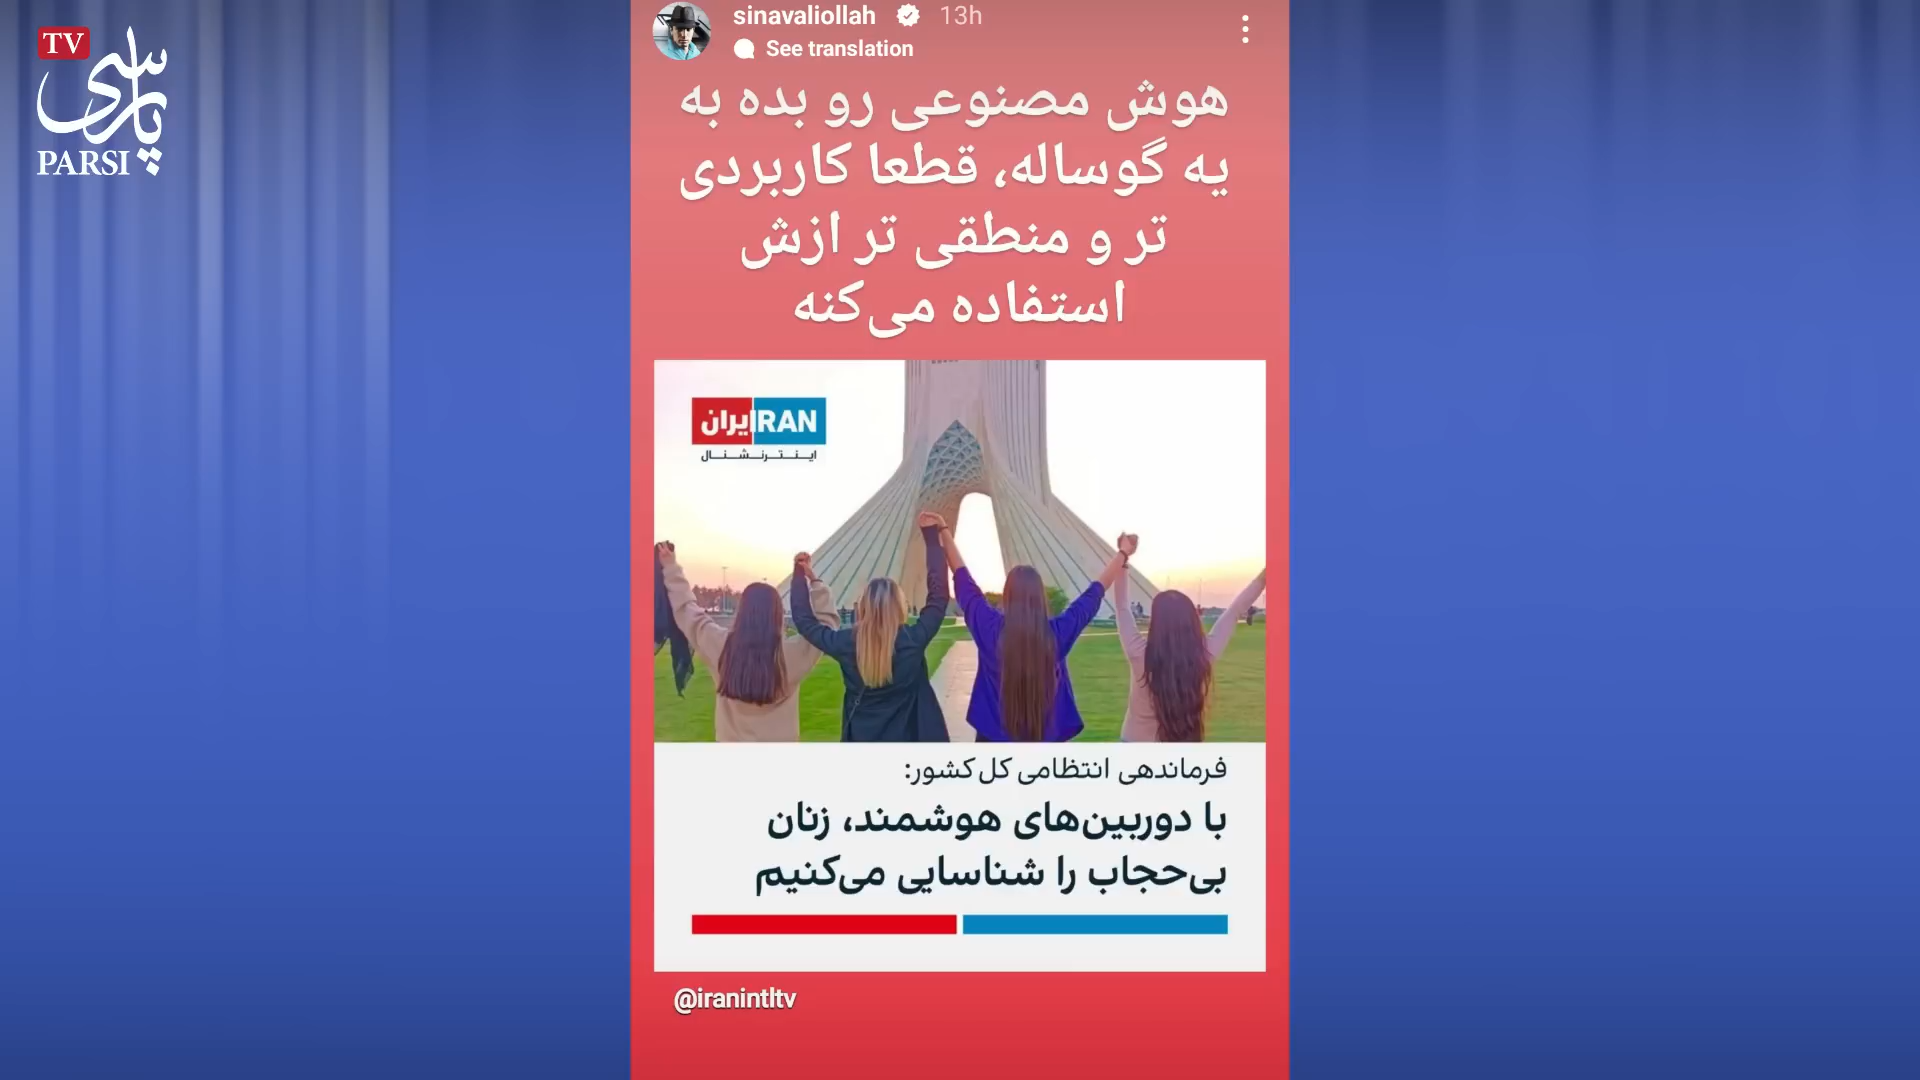 TV
پارسی
PARSI
sinavaliollah 13h
See translation
هوش مصنوعی رو بده به
یه گوساله، قطعا کاربردی
تر و منطقی تر ازش
استفاده می‌کنه
ایران IRAN
اینترنشنال
فرماندهی انتظامی کل کشور:
با دوربین‌های هوشمند، زنان
بی‌حجاب را شناسایی می‌کنیم
@iranintltv